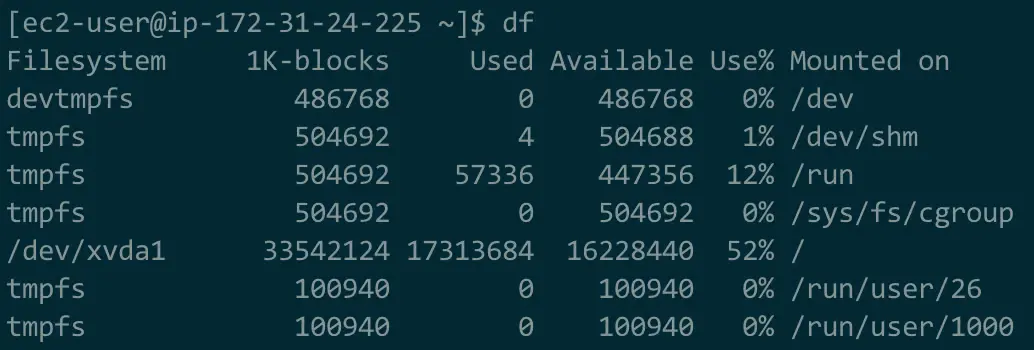 [ec2-user@ip-172-31-24-225 ~]$ df
Filesystem     1K-blocks     Used Available Use% Mounted on
devtmpfs          486768        0    486768   0% /dev
tmpfs             504692        4    504688   1% /dev/shm
tmpfs             504692    57336    447356  12% /run
tmpfs             504692        0    504692   0% /sys/fs/cgroup
/dev/xvda1      33542124 17313684  16228440  52% /
tmpfs             100940        0    100940   0% /run/user/26
tmpfs             100940        0    100940   0% /run/user/1000